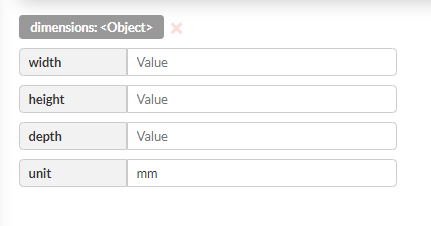 dimensions: <Object>
width Value
height Value
depth Value
unit mm